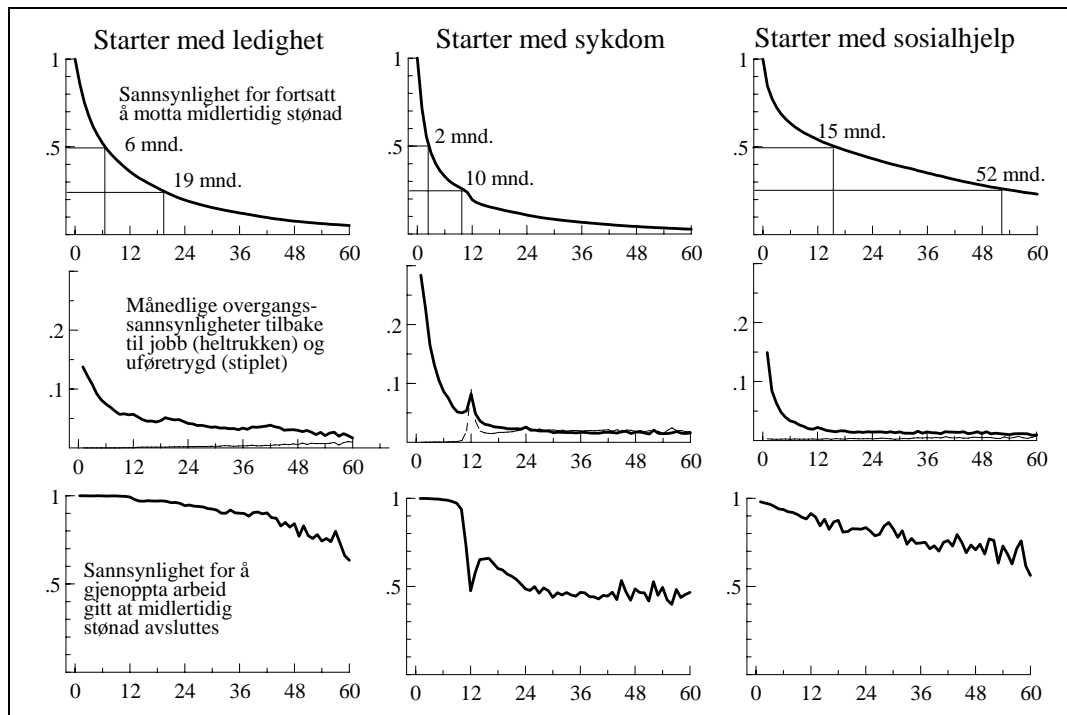 Starter med ledighet
Starter med sykdom
Starter med sosialhjelp
1
.5
0 12 24 36 48 60
Sannsynlighet for fortsatt
å motta midlertidig stønad
6 mnd.
19 mnd.
1
.5
0 12 24 36 48 60
2 mnd.
10 mnd.
1
.5
0 12 24 36 48 60
15 mnd.
52 mnd.
.2
.1
0 12 24 36 48 60
Månedlige overgangs-
sannsynligheter tilbake
til jobb (heltrukken) og
uføretrygd (stiplet)
.2
.1
0 12 24 36 48 60
.2
.1
0 12 24 36 48 60
1
.5
0 12 24 36 48 60
Sannsynlighet for å
gjenoppta arbeid
gitt at midlertidig
stønad avsluttes
1
.5
0 12 24 36 48 60
1
.5
0 12 24 36 48 60